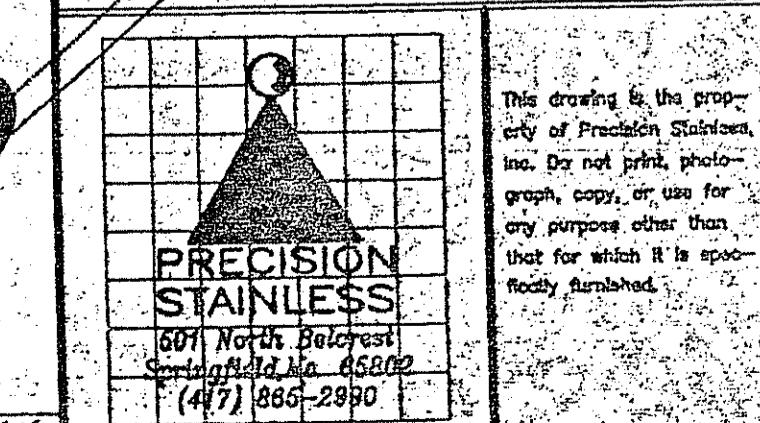 PRECISION
STAINLESS
501 North Belcrest
Springfield, Mo. 65802
(417) 865-2990
This drawing is the prop-
erty of Precision Stainless,
Inc. Do not print, photo-
graph, copy, or use for
any purpose other than
that for which it is spec-
fically furnished.